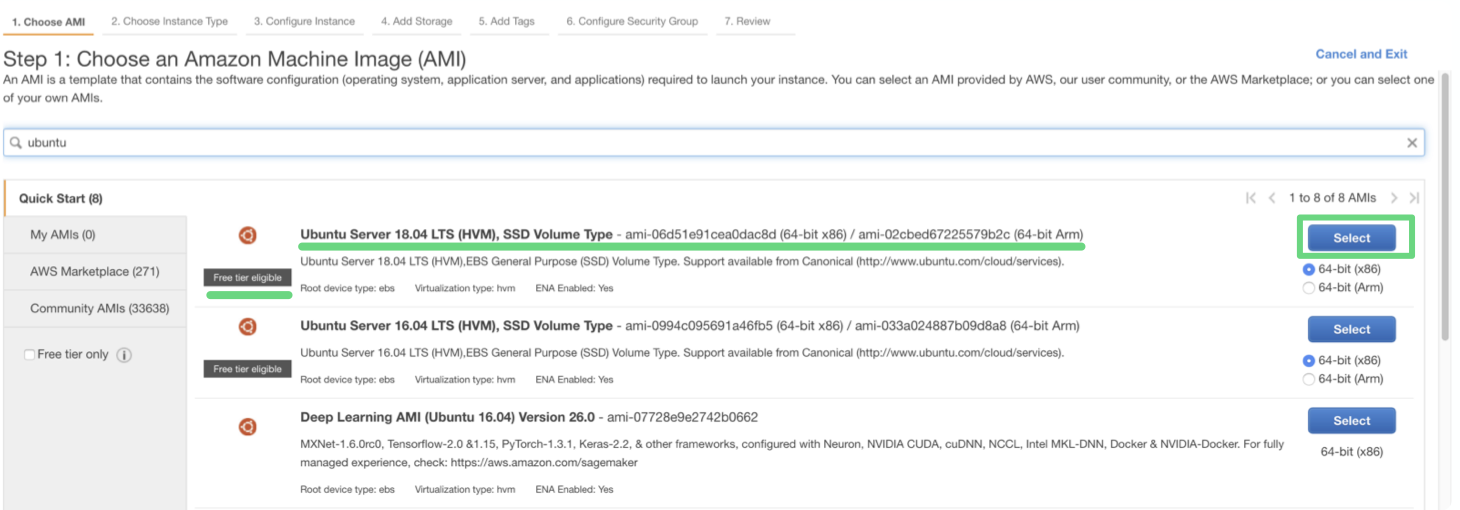 1. Choose AMI 2. Choose Instance Type 3. Configure Instance 4. Add Storage 5. Add Tags 6. Configure Security Group 7. Review
Step 1: Choose an Amazon Machine Image (AMI)
Cancel and Exit
An AMI is a template that contains the software configuration (operating system, application server, and applications) required to launch your instance. You can select an AMI provided by AWS, our user community, or the AWS Marketplace; or you can select one
of your own AMIs.
ubuntu
Quick Start (8)
1 to 8 of 8 AMIs
My AMIs (0)
AWS Marketplace (271)
Community AMIs (33638)
Free tier only
Ubuntu Server 18.04 LTS (HVM), SSD Volume Type - ami-06d51e91cea0dac8d (64-bit x86) / ami-02cbed67225579b2c (64-bit Arm)
Select
Ubuntu Server 18.04 LTS (HVM),EBS General Purpose (SSD) Volume Type. Support available from Canonical (http://www.ubuntu.com/cloud/services).
64-bit (x86)
Free tier eligible
Root device type: ebs Virtualization type: hvm ENA Enabled: Yes
64-bit (Arm)
Ubuntu Server 16.04 LTS (HVM), SSD Volume Type - ami-0994c095691a46fb5 (64-bit x86) / ami-033a024887b09d8a8 (64-bit Arm)
Select
Ubuntu Server 16.04 LTS (HVM),EBS General Purpose (SSD) Volume Type. Support available from Canonical (http://www.ubuntu.com/cloud/services).
64-bit (x86)
Free tier eligible
Root device type: ebs Virtualization type: hvm ENA Enabled: Yes
64-bit (Arm)
Deep Learning AMI (Ubuntu 16.04) Version 26.0 - ami-07728e9e2742b0662
Select
MXNet-1.6.0rc0, Tensorflow-2.0 &1.15, PyTorch-1.3.1, Keras-2.2, & other frameworks, configured with Neuron, NVIDIA CUDA, cuDNN, NCCL, Intel MKL-DNN, Docker & NVIDIA-Docker. For fully
managed experience, check: https://aws.amazon.com/sagemaker
64-bit (x86)
Root device type: ebs Virtualization type: hvm ENA Enabled: Yes